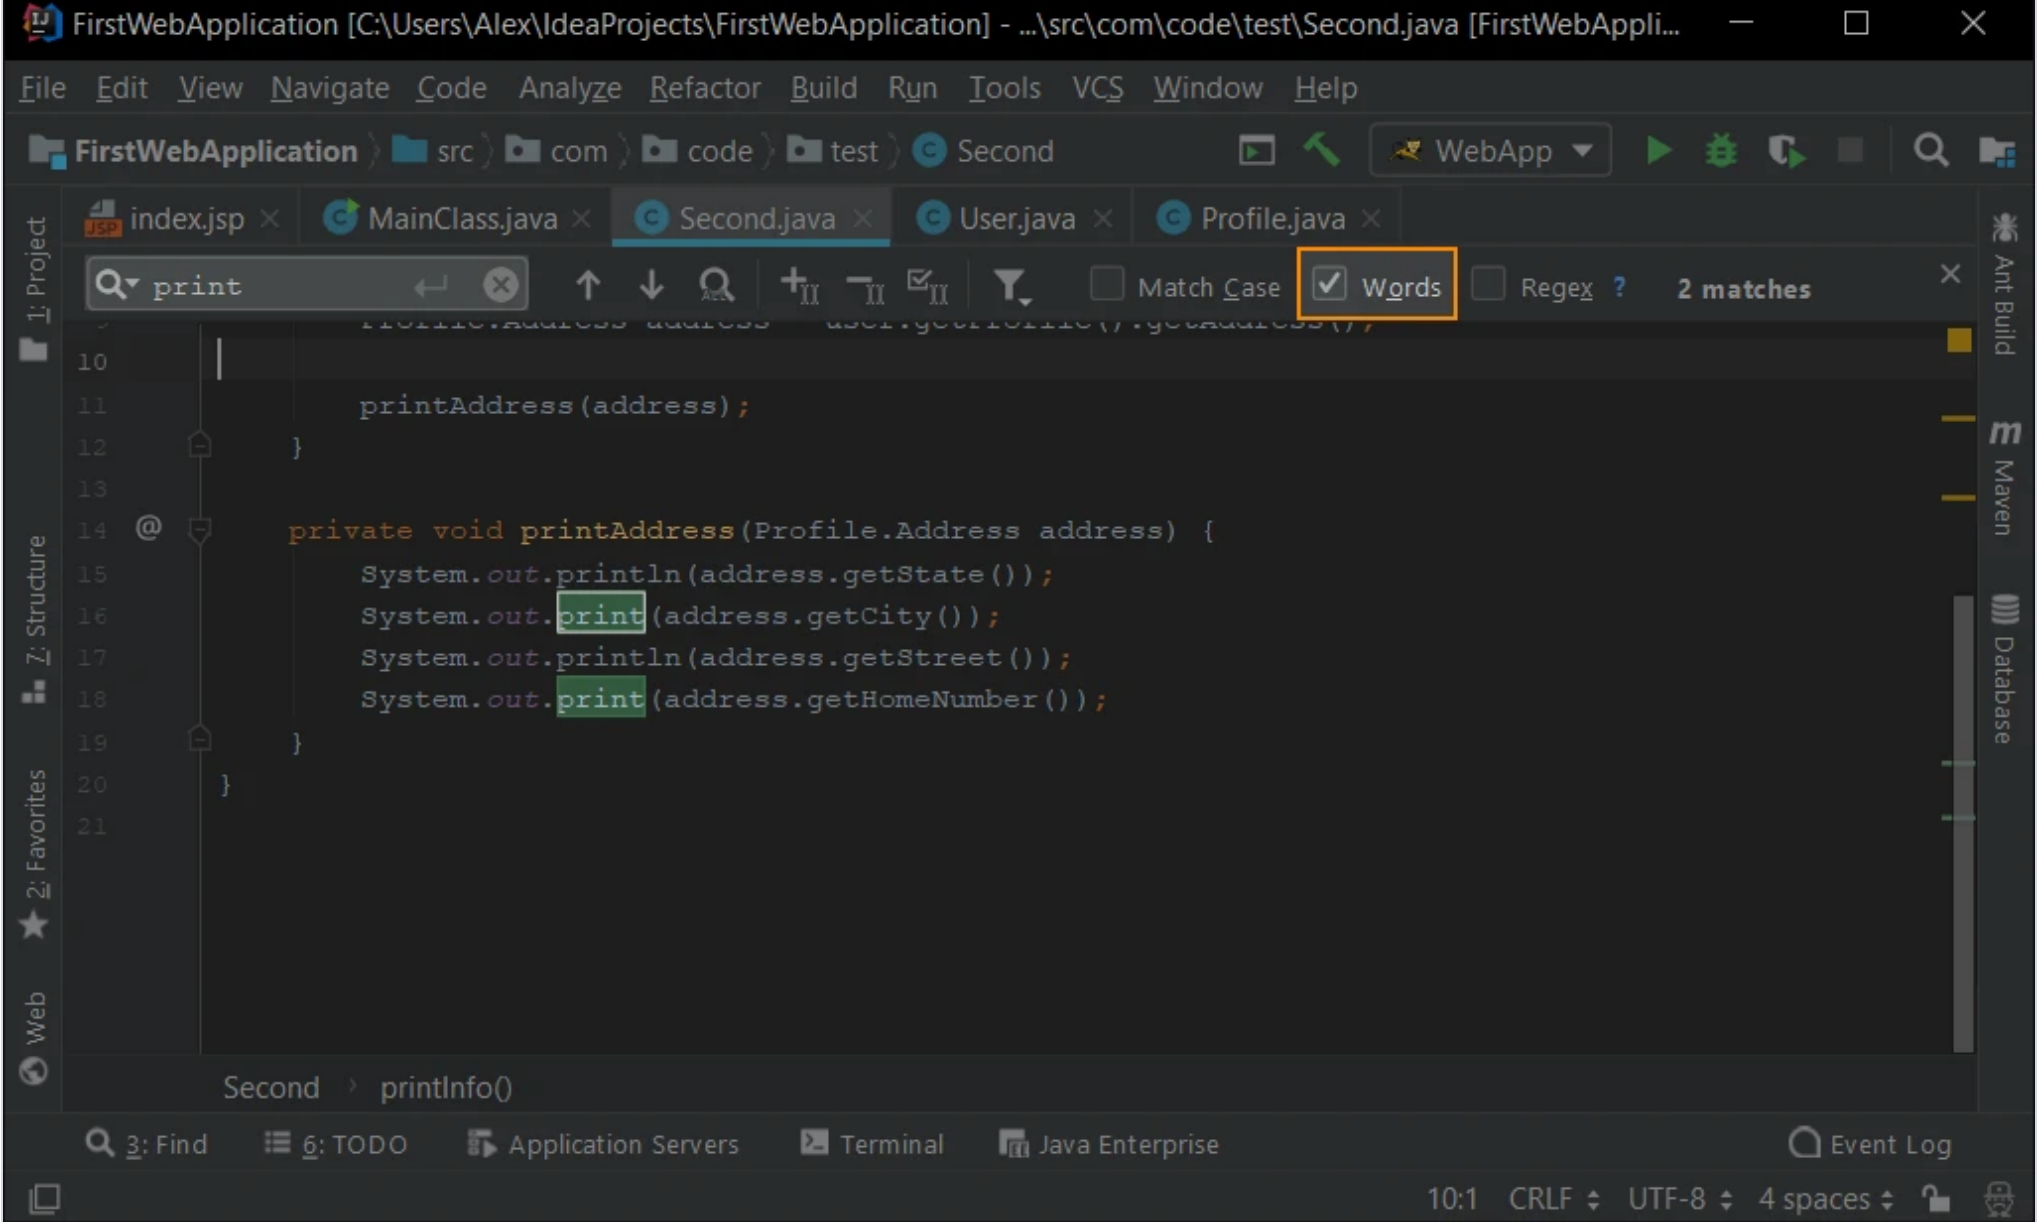 FirstWebApplication [C:\Users\Alex\IdeaProjects\FirstWebApplication] - ...\src\com\code\test\Second.java [FirstWebAppli...
File Edit View Navigate Code Analyze Refactor Build Run Tools VCS Window Help
FirstWebApplication src com code test Second WebApp
index.jsp MainClass.java Second.java User.java Profile.java
print Match Case Words Regex ? 2 matches
Profile.Address address = user.getProfile().getAddress();
10
11 printAddress(address);
12 }
13
14 @ private void printAddress(Profile.Address address) {
15 System.out.println(address.getState());
16 System.out.print(address.getCity());
17 System.out.println(address.getStreet());
18 System.out.print(address.getHomeNumber());
19 }
20 }
21
Second › printInfo()
3: Find 6: TODO Application Servers Terminal Java Enterprise Event Log
10:1 CRLF UTF-8 4 spaces
1: Project
7: Structure
2: Favorites
Web
Ant Build
m Maven
Database